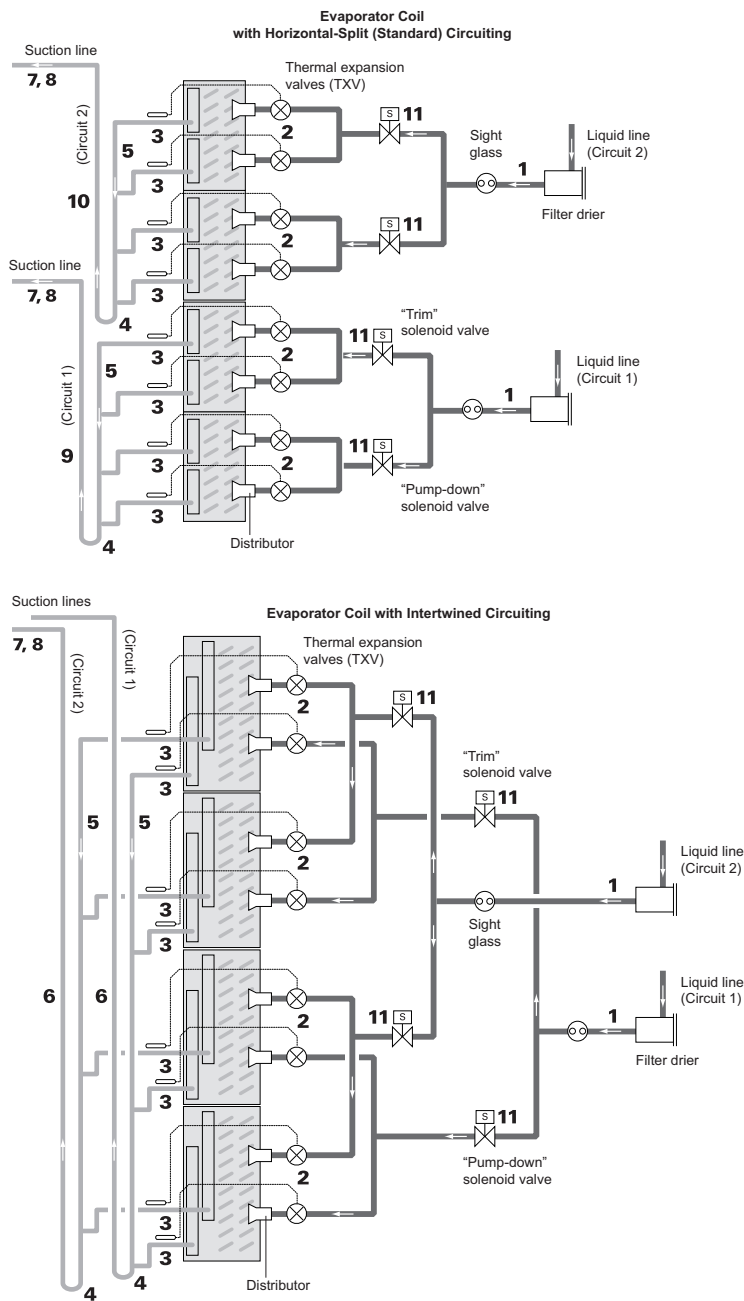 Evaporator Coil
with Horizontal-Split (Standard) Circuiting
Suction line
7, 8
(Circuit 2)
Thermal expansion
valves (TXV)
11
S
Sight
glass
Liquid line
(Circuit 2)
3
2
5
1
3
10
Filter drier
3
2
S
11
Suction line
7, 8
3
4
"Trim"
solenoid valve
3
2
11
S
5
Liquid line
(Circuit 1)
(Circuit 1)
3
1
9
3
2
11
S
3
4
"Pump-down"
solenoid valve
Distributor
Suction lines
Evaporator Coil with Intertwined Circuiting
7, 8
(Circuit 2)
(Circuit 1)
Thermal expansion
valves (TXV)
2
S
11
3
3
"Trim"
solenoid valve
S
11
5
5
2
Liquid line
(Circuit 2)
1
3
3
Sight
glass
6
6
2
11
S
Liquid line
(Circuit 1)
1
3
3
Filter drier
S
11
2
"Pump-down"
solenoid valve
3
3
4
4
Distributor